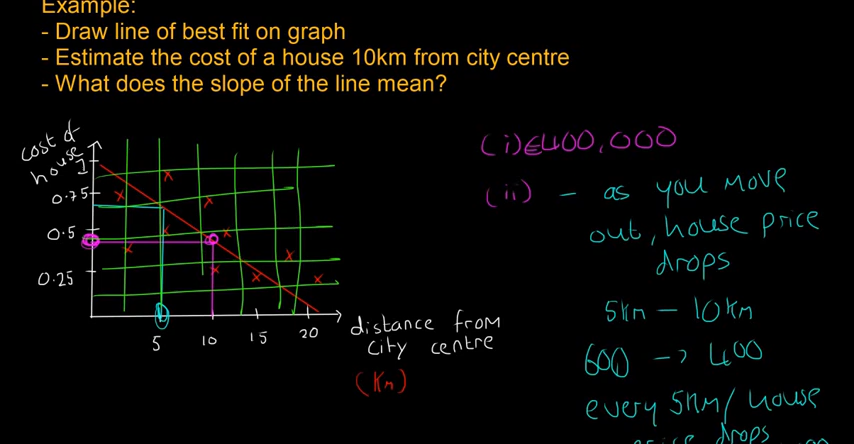 Example:
- Draw line of best fit on graph
- Estimate the cost of a house 10km from city centre
- What does the slope of the line mean?
cost of
house
1
0.75
0.5
0.25
5 10 15 20
distance from
city centre
(Km)
(i) €400,000
(ii) - as you move
out, house price
drops
5km - 10km
600 -> 400
every 5km/ house
price drops